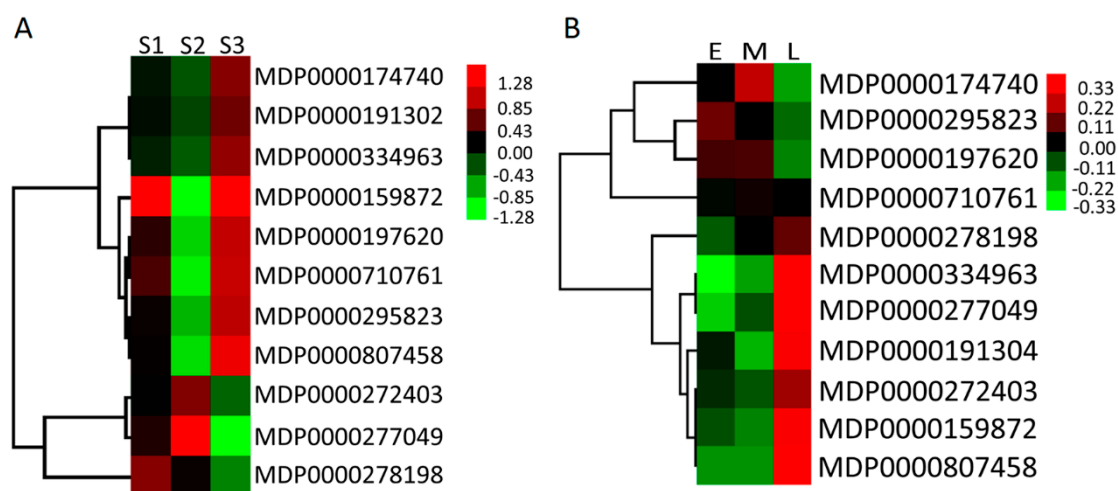 A
S1 S2 S3
MDP0000174740
MDP0000191302
MDP0000334963
MDP0000159872
MDP0000197620
MDP0000710761
MDP0000295823
MDP0000807458
MDP0000272403
MDP0000277049
MDP0000278198
1.28
0.85
0.43
0.00
-0.43
-0.85
-1.28
B
E M L
MDP0000174740
MDP0000295823
MDP0000197620
MDP0000710761
MDP0000278198
MDP0000334963
MDP0000277049
MDP0000191304
MDP0000272403
MDP0000159872
MDP0000807458
0.33
0.22
0.11
0.00
-0.11
-0.22
-0.33